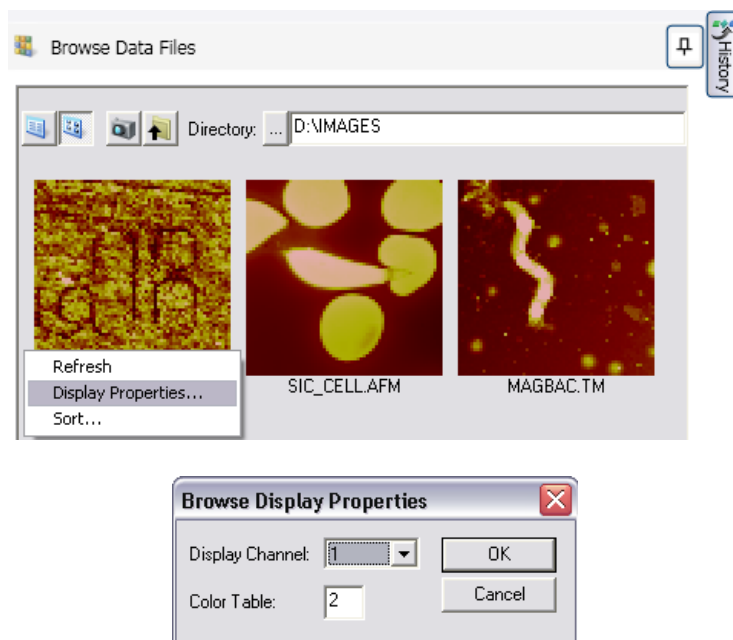 Browse Data Files
History
Directory: ... D:\IMAGES
Refresh
Display Properties...
Sort...
SIC_CELL.AFM
MAGBAC.TM
Browse Display Properties
Display Channel: 1
OK
Color Table: 2
Cancel